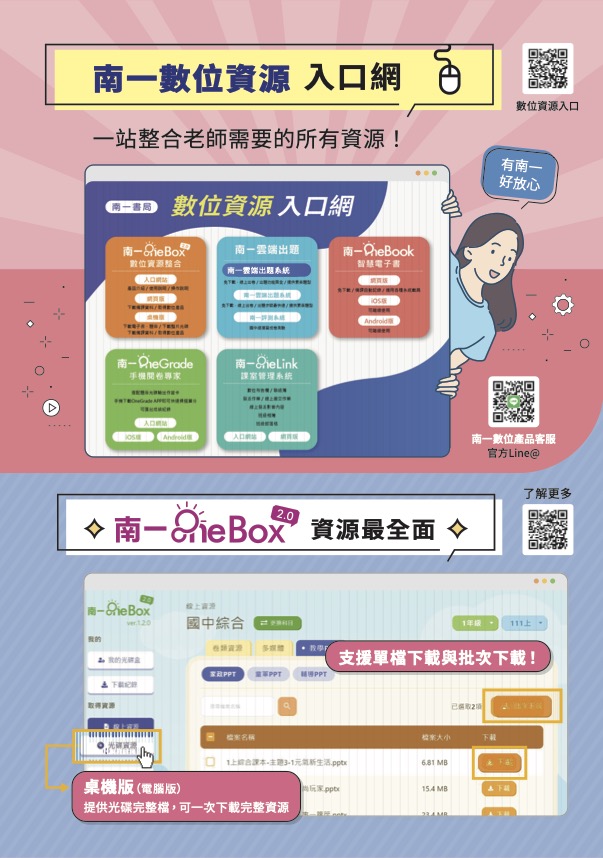 南一數位資源 入口網
數位資源入口
一站整合老師需要的所有資源！
有南一
好放心
南一書局
數位資源 入口網
南一OneBox 2.0
數位資源整合
入口網站
網頁版
桌機版
南一雲端出題
南一雲端出題系統
南一雲端出題系統
南一評測系統
南一OneBook
智慧電子書
網頁版
iOS版
Android版
南一OneGrade
手機閱卷專家
入口網站
iOS版
Android版
南一OneLink
課室管理系統
入口網站
網頁版
南一數位產品客服
官方Line@
了解更多
南一OneBox 2.0 資源最全面
南一OneBox 2.0
ver.1.2.0
我的
我的光碟盒
下載紀錄
取得資源
線上資源
光碟資源
線上資源
國中綜合
更換科目
1年級
111上
卷類資源
多媒體
支援單檔下載與批次下載！
家政PPT
童軍PPT
輔導PPT
已選取2項
檔案名稱
檔案大小
下載
1上綜合課本-主題3-1元氣新生活.pptx
6.81 MB
下載
尚玩家.pptx
15.4 MB
下載
桌機版(電腦版)
提供光碟完整檔，可一次下載完整資源